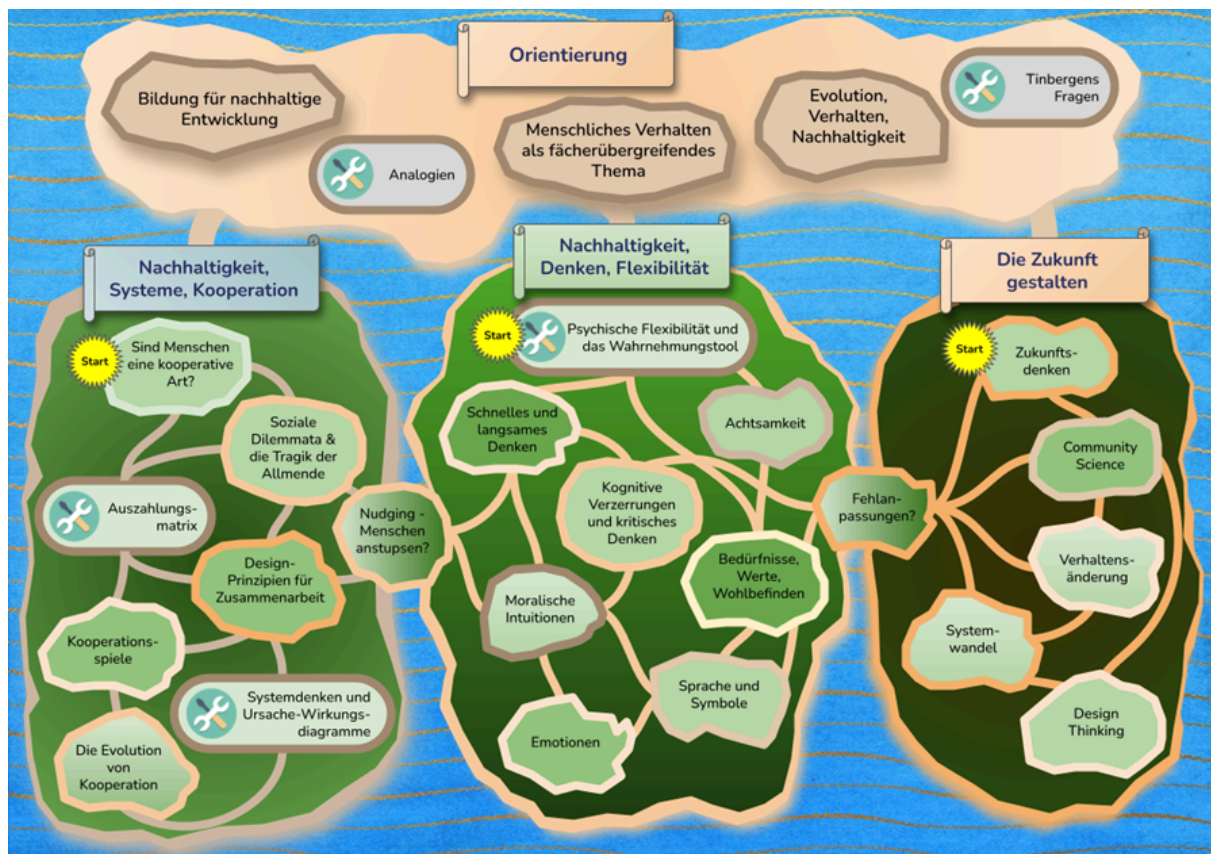 Orientierung
Bildung für nachhaltige
Entwicklung
Analogien
Menschliches Verhalten
als fächerübergreifendes
Thema
Evolution,
Verhalten,
Nachhaltigkeit
Tinbergens
Fragen
Nachhaltigkeit,
Systeme, Kooperation
Start
Sind Menschen
eine kooperative
Art?
Soziale
Dilemmata &
die Tragik der
Allmende
Auszahlungs-
matrix
Nudging -
Menschen
anstupsen?
Design-
Prinzipien für
Zusammenarbeit
Kooperations-
spiele
Systemdenken und
Ursache-Wirkungs-
diagramme
Die Evolution
von
Kooperation
Nachhaltigkeit,
Denken, Flexibilität
Start
Psychische Flexibilität und
das Wahrnehmungstool
Schnelles und
langsames
Denken
Achtsamkeit
Kognitive
Verzerrungen
und kritisches
Denken
Fehlan-
passungen?
Bedürfnisse,
Werte,
Wohlbefinden
Moralische
Intuitionen
Sprache und
Symbole
Emotionen
Die Zukunft
gestalten
Start
Zukunfts-
denken
Community
Science
Verhaltens-
änderung
System-
wandel
Design
Thinking